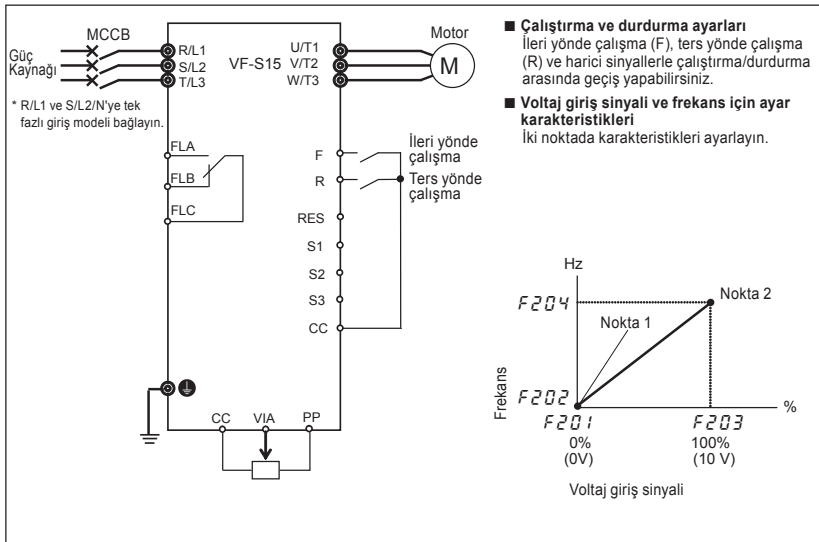 MCCB
Güç
Kaynağı
R/L1
S/L2
T/L3
* R/L1 ve S/L2/N'ye tek
fazlı giriş modeli bağlayın.
FLA
FLB
FLC
VF-S15
U/T1
V/T2
W/T3
Motor
M
F
R
RES
S1
S2
S3
CC
İleri yönde
çalışma
Ters yönde
çalışma
CC
VIA
PP
■ Çalıştırma ve durdurma ayarları
İleri yönde çalışma (F), ters yönde çalışma
(R) ve harici sinyallerle çalıştırma/durdurma
arasında geçiş yapabilirsiniz.
■ Voltaj giriş sinyali ve frekans için ayar
karakteristikleri
İki noktada karakteristikleri ayarlayın.
Hz
F204
Nokta 2
Nokta 1
Frekans
F202
%
F201
F203
0%
100%
(0V)
(10 V)
Voltaj giriş sinyali